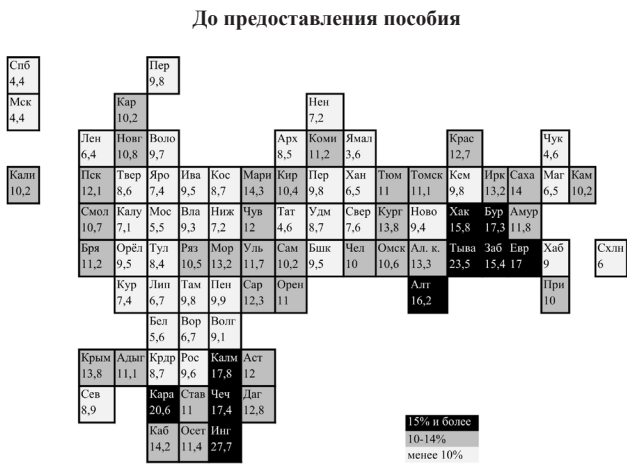 До предоставления пособия
Спб Пер
4,4 9,8
Мск Кар Нен
4,4 10,2 7,2
Лен Новг Воло Арх Коми Ямал Крас Чук
6,4 10,8 9,7 8,5 11,2 3,6 12,7 4,6
Кали Пск Твер Яро Ива Кос Мари Кир Пер Хан Тюм Томск Кем Ирк Саха Маг Кам
10,2 12,1 8,6 7,4 9,5 8,7 14,3 10,4 9,8 6,5 11 11,1 9,8 13,2 14 6,5 10,2
Смол Калу Мос Вла Ниж Чув Тат Удм Свер Кург Ново Хак Бур Амур
10,7 7,1 5,5 9,3 7,2 12 4,6 8,7 7,6 13,8 9,4 15,8 17,3 11,8
Бря Орёл Тул Ряз Мор Уль Сам Бшк Чел Омск Ал. к. Тыва Заб Евр Хаб Схлн
11,2 9,5 8,4 10,5 13,2 11,7 10,2 9,5 10 10,6 13,3 23,5 15,4 17 9 6
Кур Лип Там Пен Сар Орен Алт При
7,4 6,7 9,8 9,9 12,3 11 16,2 10
Бел Вор Волг
5,6 6,7 9,1
Крым Адыг Крдр Рос Калм Аст
13,8 11,1 8,7 9,6 17,8 12
Сев Кара Став Чеч Даг
8,9 20,6 11 17,4 12,8
Каб Осет Инг
14,2 11,4 27,7
15% и более
10-14%
менее 10%